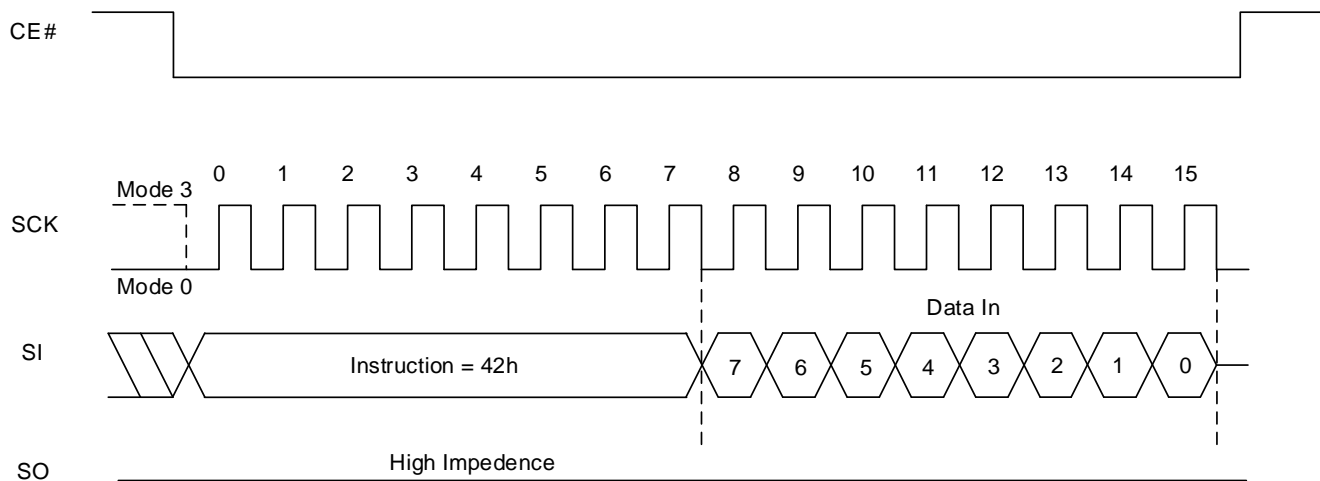 CE#
0 1 2 3 4 5 6 7 8 9 10 11 12 13 14 15
Mode 3
SCK
Mode 0
Data In
SI
Instruction = 42h
7 6 5 4 3 2 1 0
High Impedence
SO